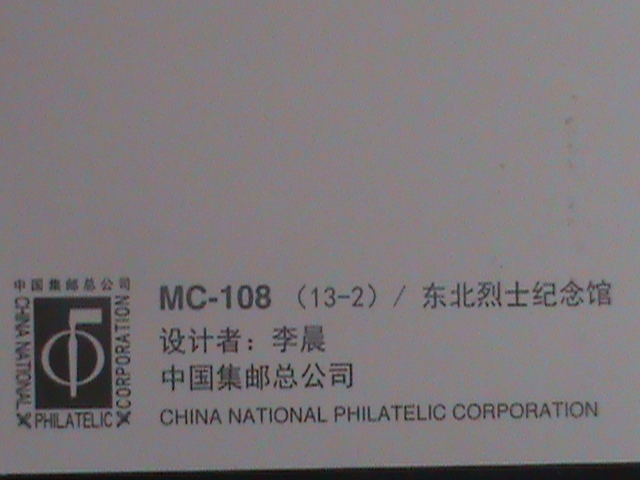 中国集邮总公司
CHINA NATIONAL
PHILATELIC
CORPORATION
MC-108 (13-2) / 东北烈士纪念馆
设计者：李晨
中国集邮总公司
CHINA NATIONAL PHILATELIC CORPORATION